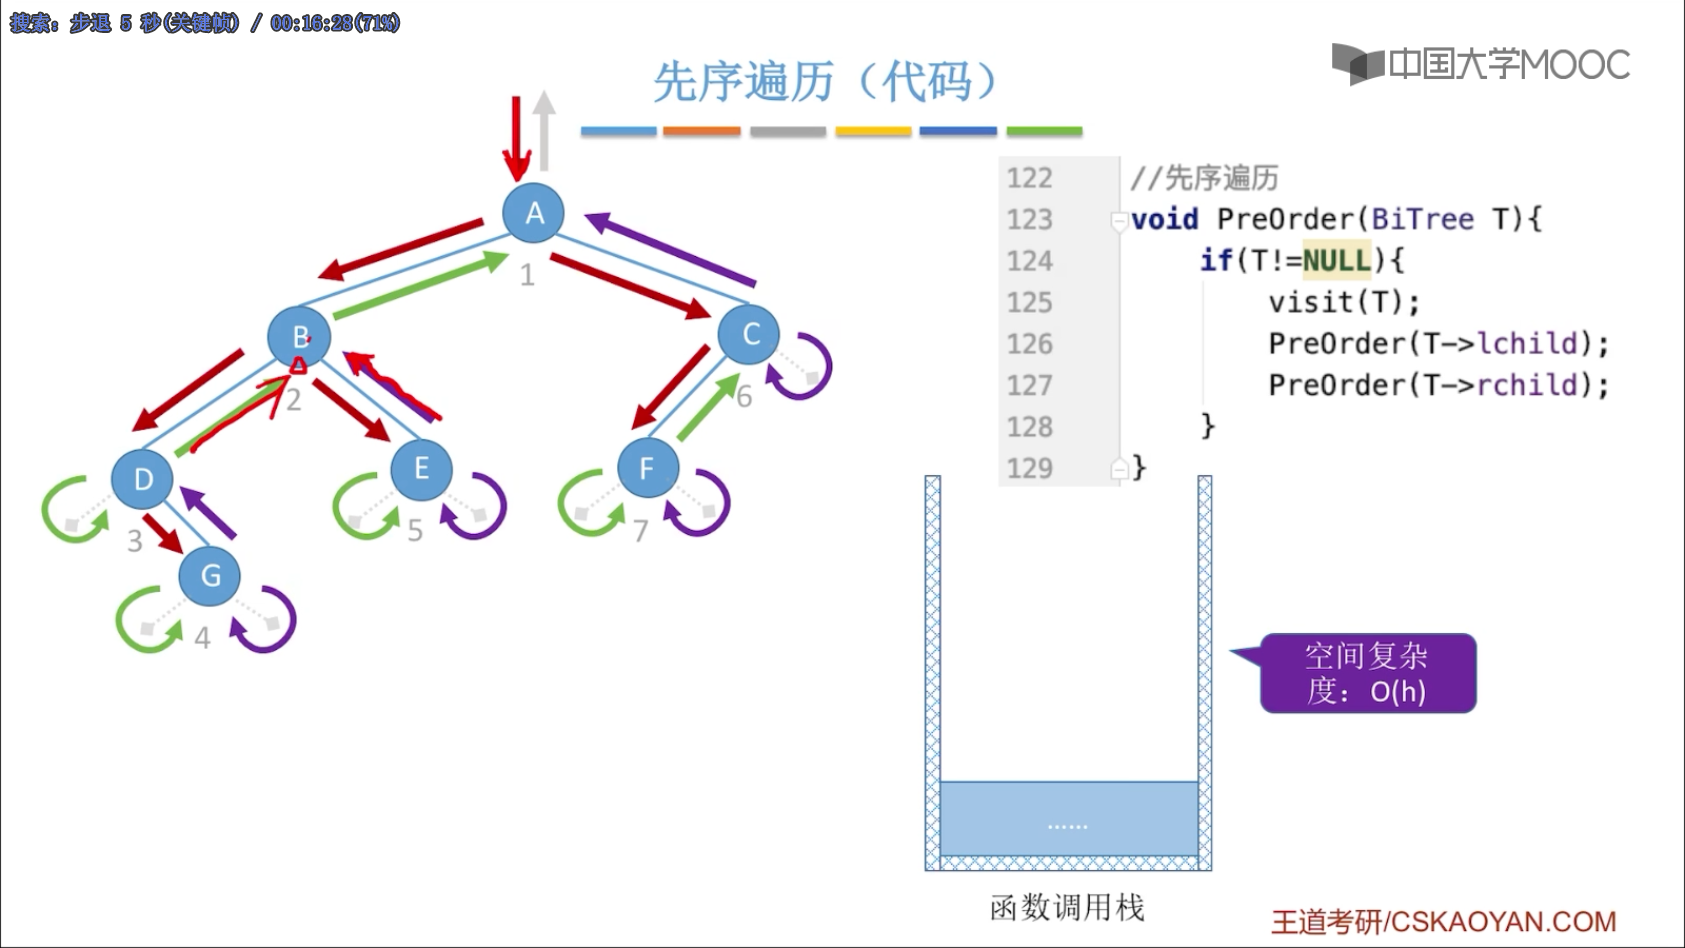 搜索: 步退 5 秒(关键帧) / 00:16:28(71%)
中国大学MOOC
先序遍历（代码）
A
1
B
2
C
6
D
3
E
5
F
7
G
4
122 //先序遍历
123 void PreOrder(BiTree T){
124 if(T!=NULL){
125 visit(T);
126 PreOrder(T->lchild);
127 PreOrder(T->rchild);
128 }
129 }
空间复杂
度：O(h)
......
函数调用栈
王道考研/CSKAOYAN.COM